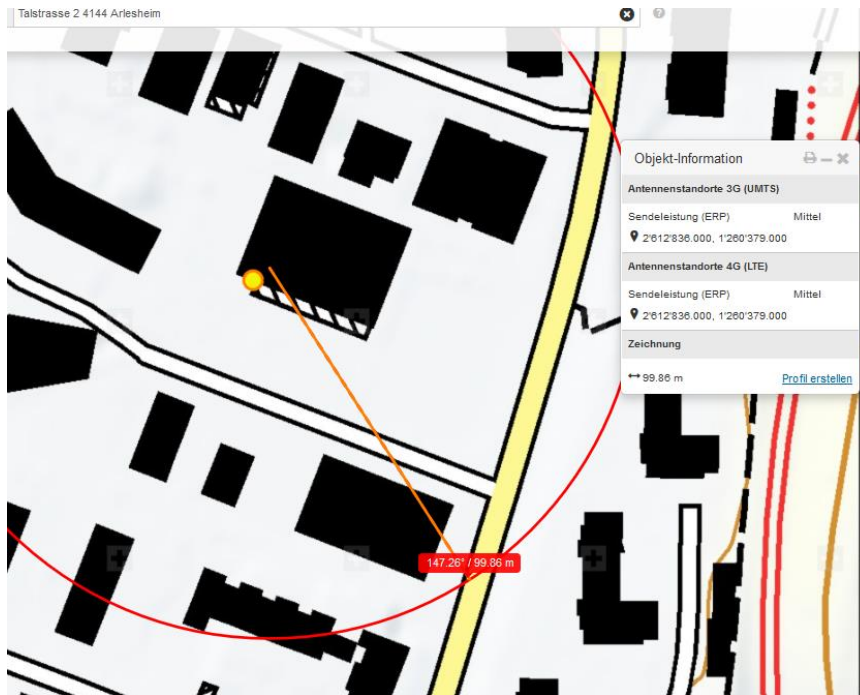 Talstrasse 2 4144 Arlesheim
Objekt-Information
Antennenstandorte 3G (UMTS)
Sendeleistung (ERP) Mittel
2'612'836.000, 1'260'379.000
Antennenstandorte 4G (LTE)
Sendeleistung (ERP) Mittel
2'612'836.000, 1'260'379.000
Zeichnung
↔ 99.86 m Profil erstellen
147.26° / 99.86 m